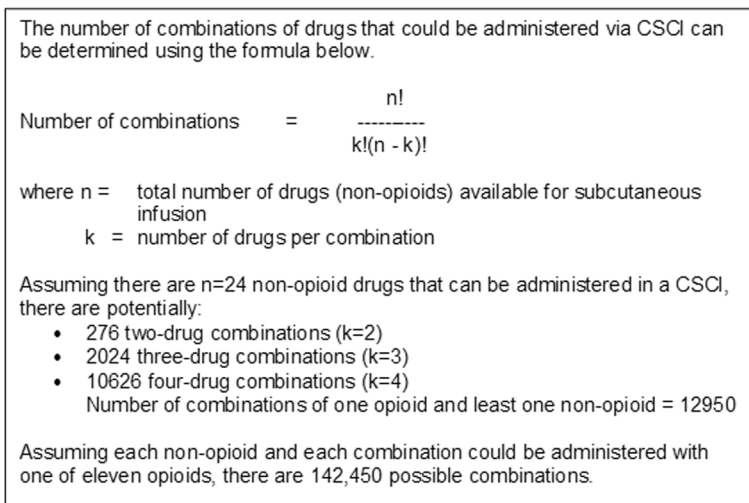 The number of combinations of drugs that could be administered via CSCI can
be determined using the formula below.
n!
Number of combinations = ----------
k!(n - k)!
where n = total number of drugs (non-opioids) available for subcutaneous
infusion
k = number of drugs per combination
Assuming there are n=24 non-opioid drugs that can be administered in a CSCI,
there are potentially:
• 276 two-drug combinations (k=2)
• 2024 three-drug combinations (k=3)
• 10626 four-drug combinations (k=4)
Number of combinations of one opioid and least one non-opioid = 12950
Assuming each non-opioid and each combination could be administered with
one of eleven opioids, there are 142,450 possible combinations.